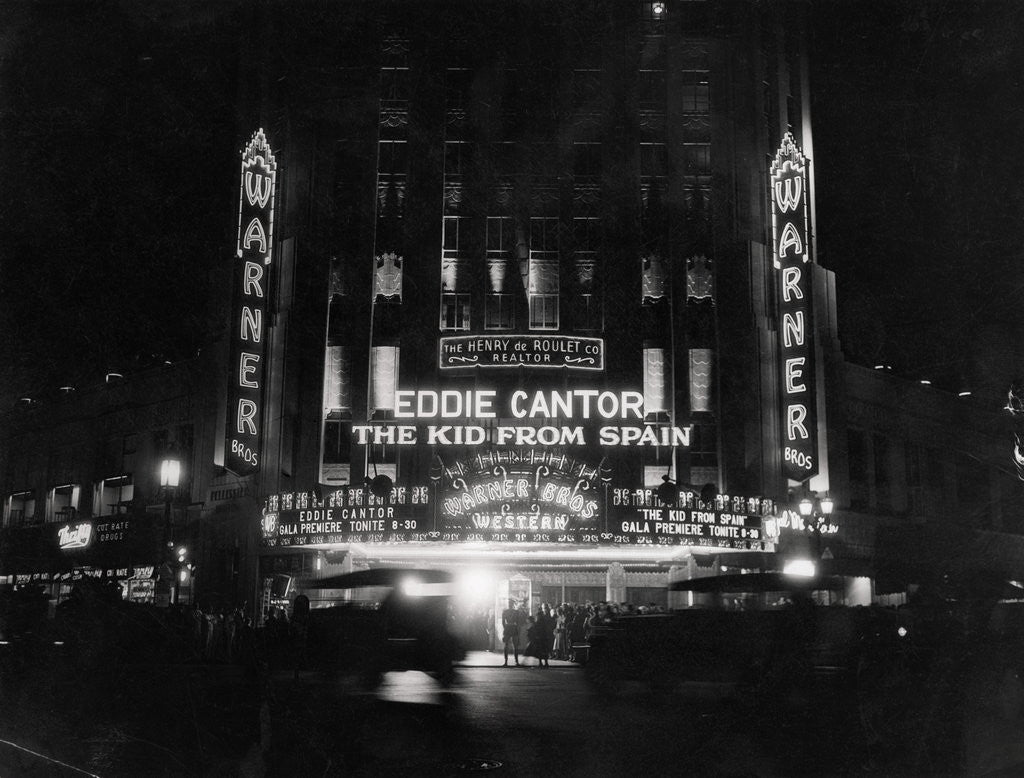 WARNER
BROS
WARNER
BROS
THE HENRY de ROULET CO
REALTOR
EDDIE CANTOR
THE KID FROM SPAIN
WARNER BROS
WESTERN
EDDIE CANTOR
GALA PREMIERE TONITE 8-30
"THE KID FROM SPAIN"
GALA PREMIERE TONITE 8-30
PELLISSIER
Thrifty
CUT RATE
DRUGS